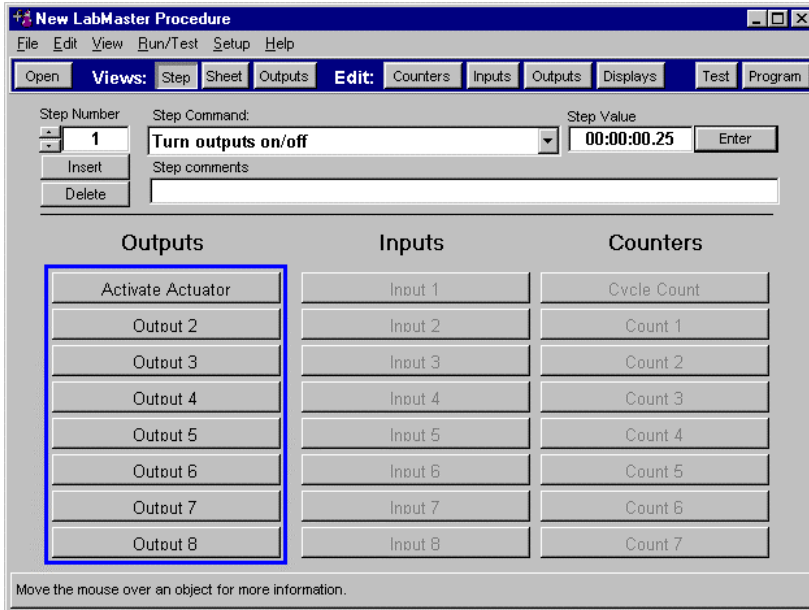 New LabMaster Procedure
File Edit View Run/Test Setup Help
Open Views: Step Sheet Outputs Edit: Counters Inputs Outputs Displays Test Program
Step Number Step Command: Step Value
1 Turn outputs on/off 00:00:00.25 Enter
Insert Step comments
Delete
Outputs Inputs Counters
Activate Actuator Input 1 Cycle Count
Output 2 Input 2 Count 1
Output 3 Input 3 Count 2
Output 4 Input 4 Count 3
Output 5 Input 5 Count 4
Output 6 Input 6 Count 5
Output 7 Input 7 Count 6
Output 8 Input 8 Count 7
Move the mouse over an object for more information.